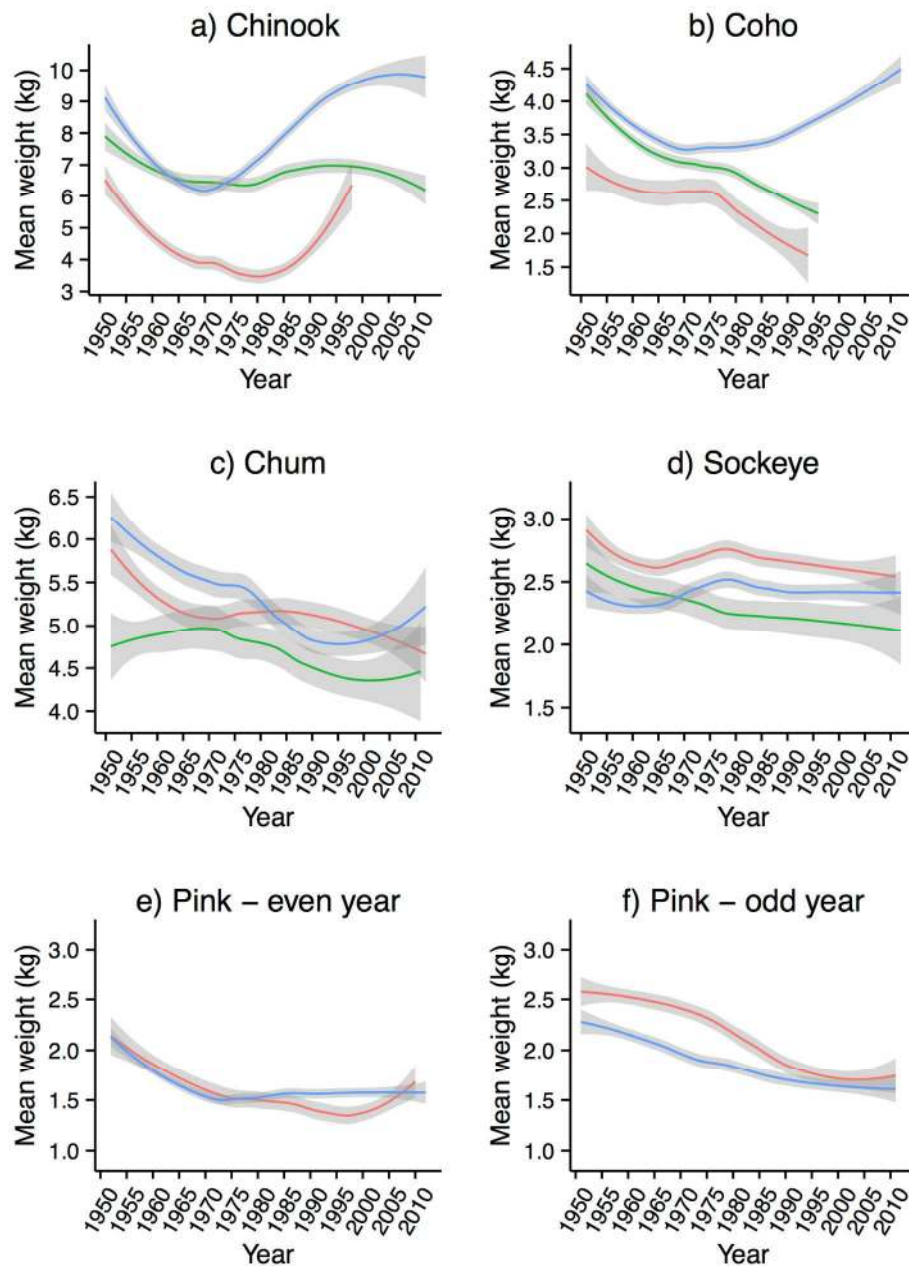 a) Chinook
Mean weight (kg)
10
9
8
7
6
5
4
3
1950 1955 1960 1965 1970 1975 1980 1985 1990 1995 2000 2005 2010
Year
b) Coho
Mean weight (kg)
4.5
4.0
3.5
3.0
2.5
2.0
1.5
1950 1955 1960 1965 1970 1975 1980 1985 1990 1995 2000 2005 2010
Year
c) Chum
Mean weight (kg)
6.5
6.0
5.5
5.0
4.5
4.0
1950 1955 1960 1965 1970 1975 1980 1985 1990 1995 2000 2005 2010
Year
d) Sockeye
Mean weight (kg)
3.0
2.5
2.0
1.5
1950 1955 1960 1965 1970 1975 1980 1985 1990 1995 2000 2005 2010
Year
e) Pink − even year
Mean weight (kg)
3.0
2.5
2.0
1.5
1.0
1950 1955 1960 1965 1970 1975 1980 1985 1990 1995 2000 2005 2010
Year
f) Pink − odd year
Mean weight (kg)
3.0
2.5
2.0
1.5
1.0
1950 1955 1960 1965 1970 1975 1980 1985 1990 1995 2000 2005 2010
Year